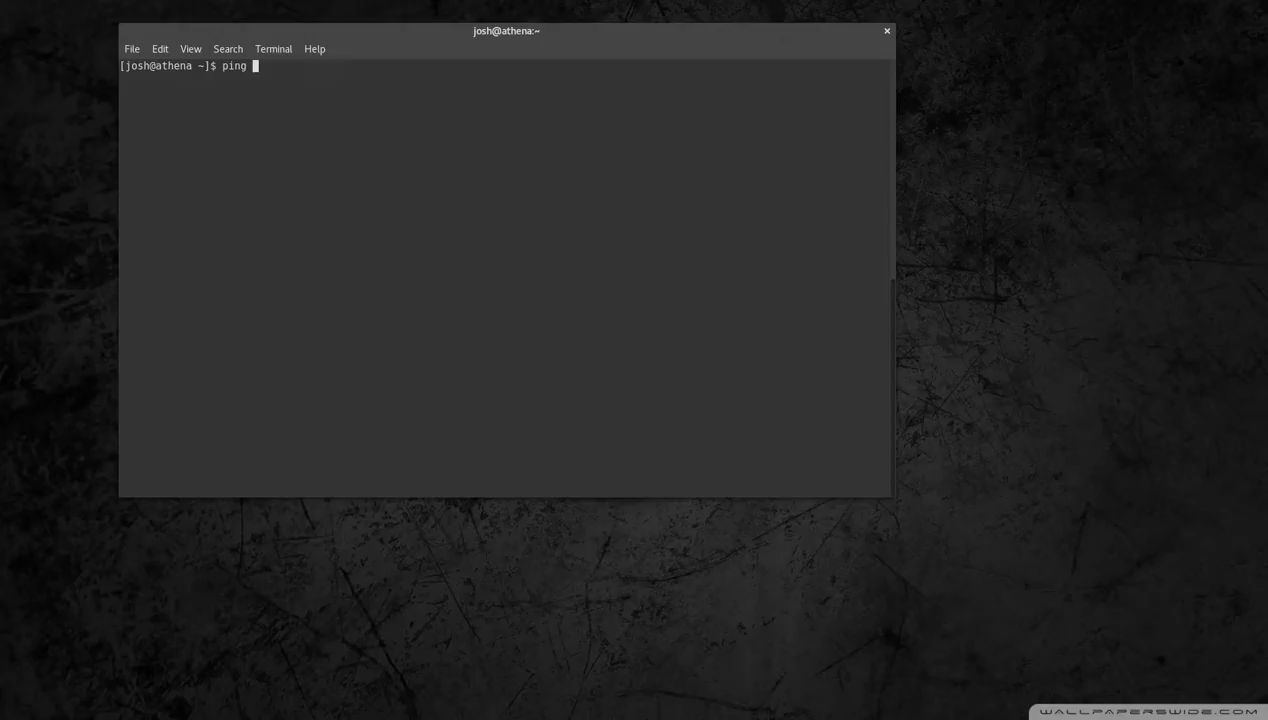 josh@athena:~
File Edit View Search Terminal Help
[josh@athena ~]$ ping
WALLPAPERSWIDE.COM